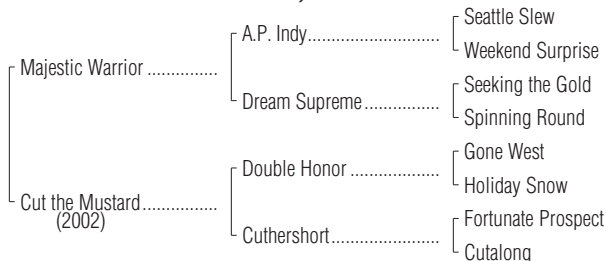 Seattle Slew
A.P. Indy..............................
Weekend Surprise
Majestic Warrior ...............
Seeking the Gold
Dream Supreme.................
Spinning Round
Gone West
Double Honor ....................
Holiday Snow
Cut the Mustard................
(2002)
Fortunate Prospect
Cuthershort........................
Cutalong